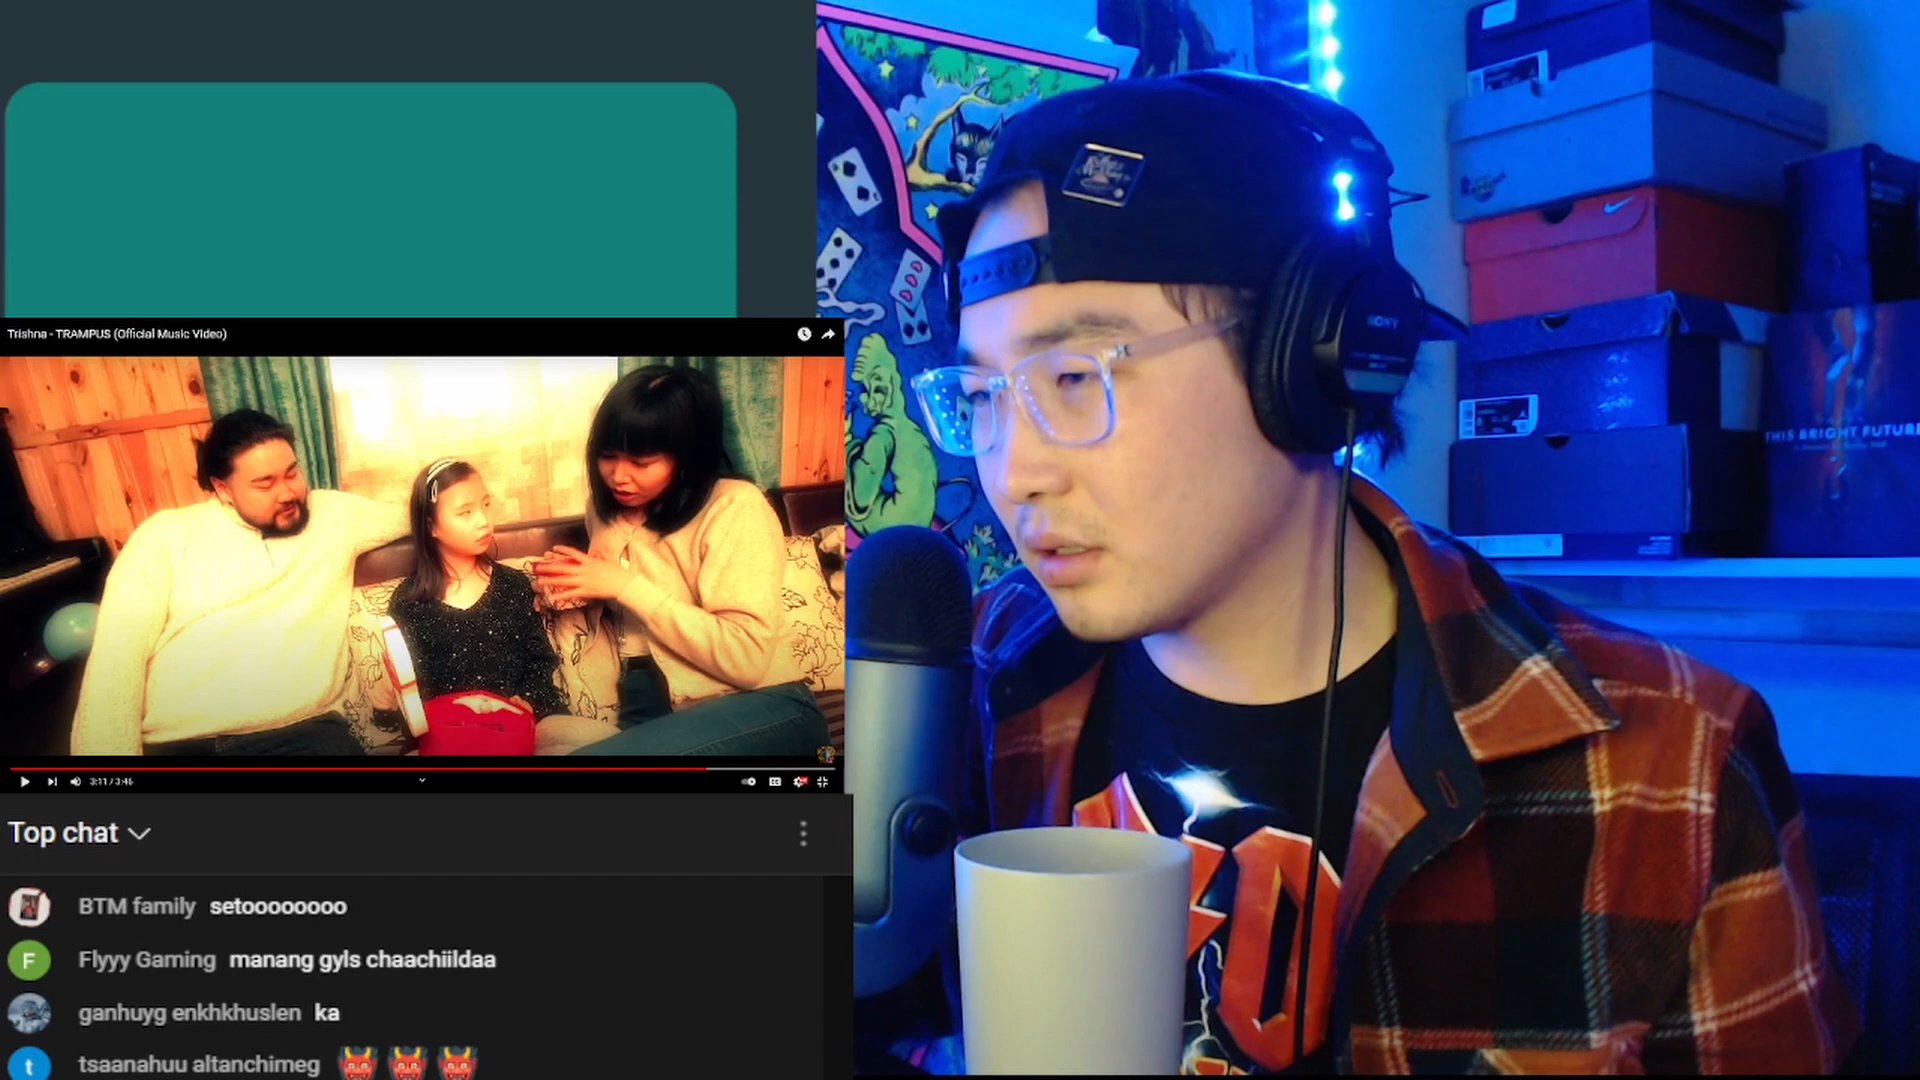 Trishna - TRAMPUS (Official Music Video)
3:11 / 3:46
Top chat
BTM family setoooooooo
F Flyyy Gaming manang gyls chaachiildaa
ganhuyg enkhkhuslen ka
t tsaanahuu altanchimeg 👹👹👹
SONY
THIS BRIGHT FUTURE